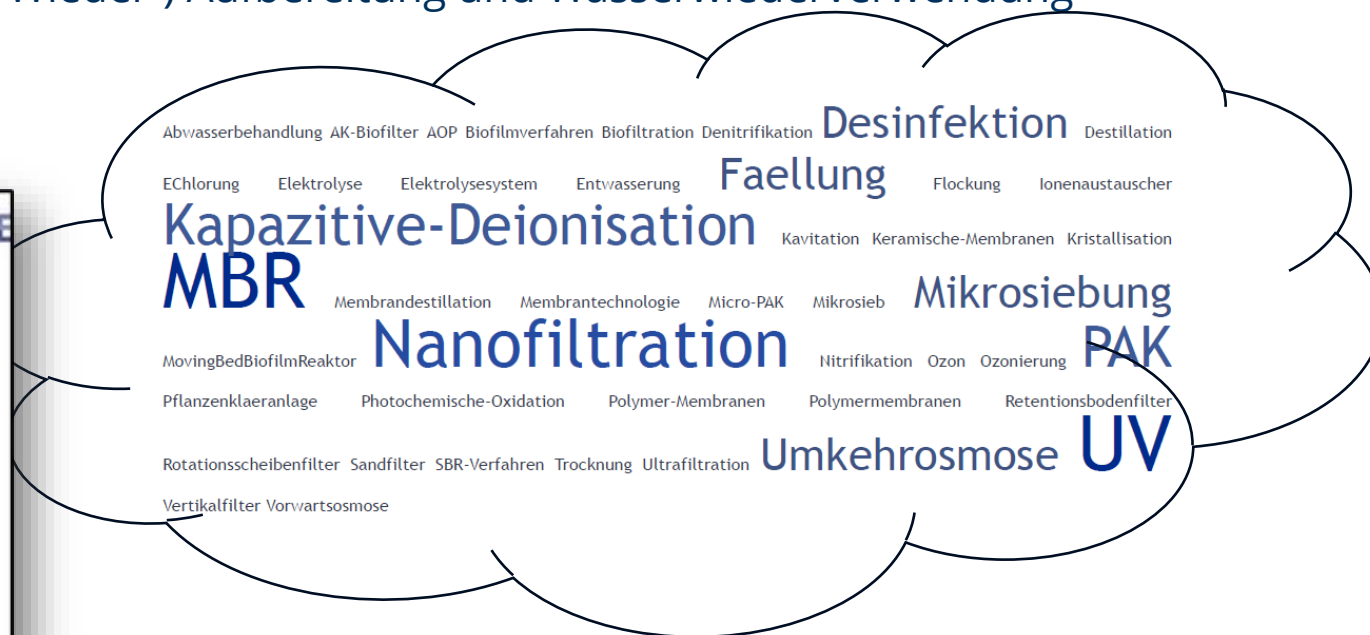 Wieder-)Aufbereitung und Wasserwiederverwendung
Abwasserbehandlung AK-Biofilter AOP Biofilmverfahren Biofiltration Denitrifikation Desinfektion Destillation
EChlorung Elektrolyse Elektrolysesystem Entwasserung Faellung Flockung Ionenaustauscher
Kapazitive-Deionisation Kavitation Keramische-Membranen Kristallisation
MBR Membrandestillation Membrantechnologie Micro-PAK Mikrosieb Mikrosiebung
MovingBedBiofilmReaktor Nanofiltration Nitrifikation Ozon Ozonierung PAK
Pflanzenklaeranlage Photochemische-Oxidation Polymer-Membranen Polymermembranen Retentionsbodenfilter
Rotationsscheibenfilter Sandfilter SBR-Verfahren Trocknung Ultrafiltration Umkehrosmose UV
Vertikalfilter Vorwartsosmose